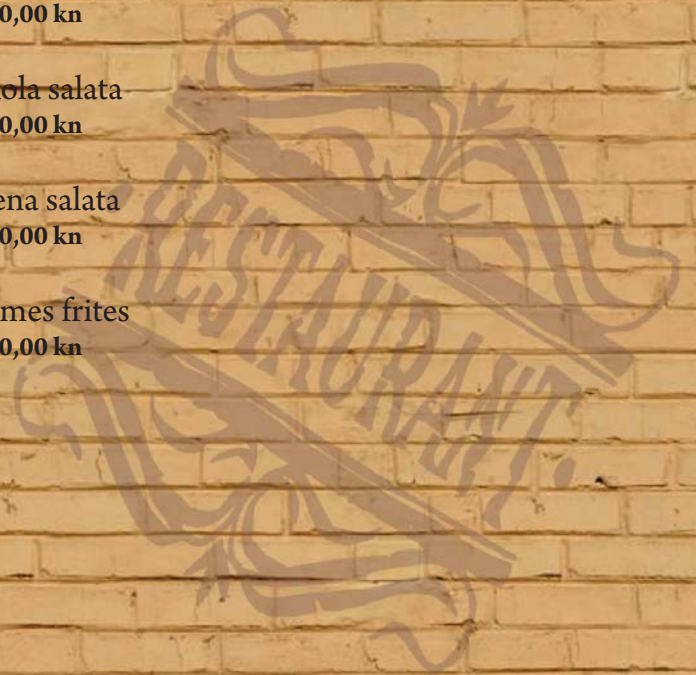 0,00 kn
ola salata
0,00 kn
ena salata
0,00 kn
mes frites
0,00 kn
RESTAURANT